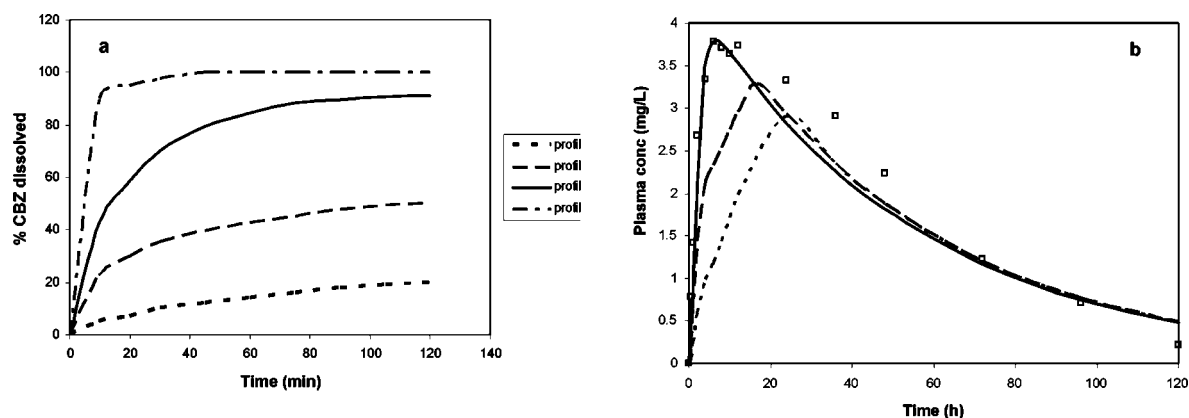 a
120
100
80
60
40
20
0
% CBZ dissolved
0 20 40 60 80 100 120 140
Time (min)
profil
profil
profil
profil
b
4
3.5
3
2.5
2
1.5
1
0.5
0
Plasma conc (mg/L)
0 20 40 60 80 100 120
Time (h)